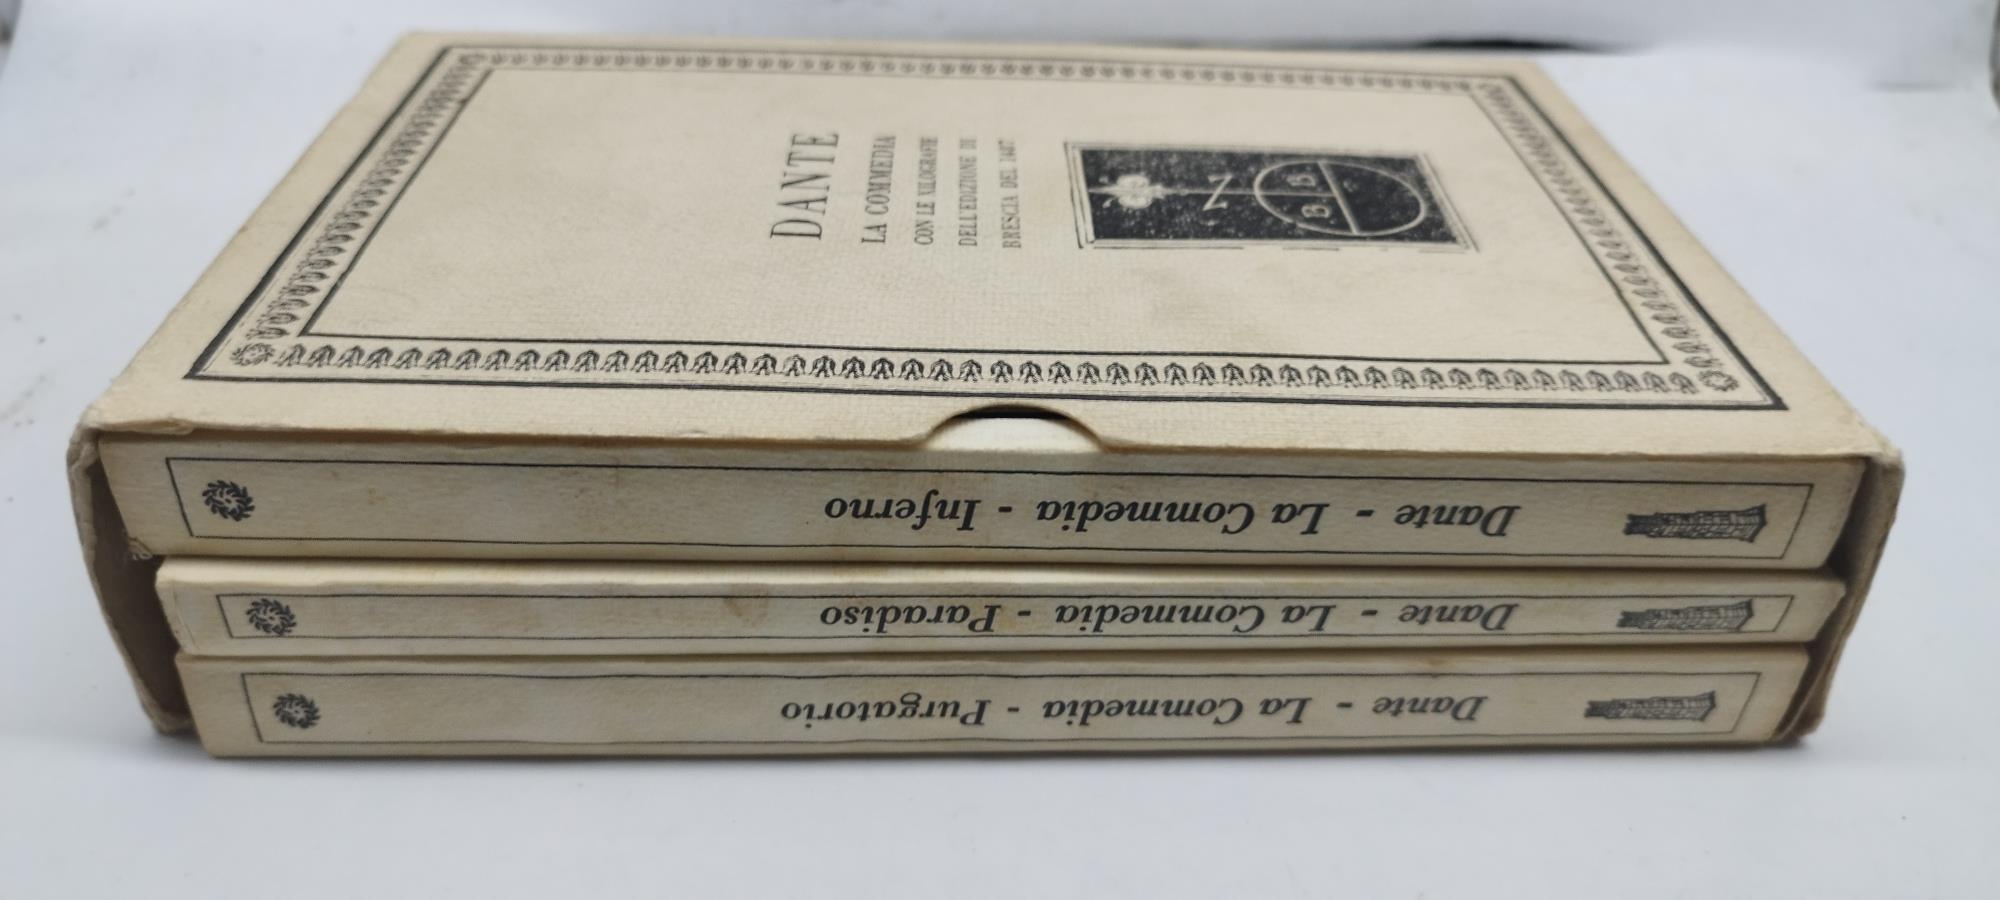 DANTE
LA COMMEDIA
CON LE XILOGRAFIE
DELL'EDIZIONE DI
BRESCIA DEL 1487
N
B B
B
Dante - La Commedia - Inferno
Dante - La Commedia - Paradiso
Dante - La Commedia - Purgatorio